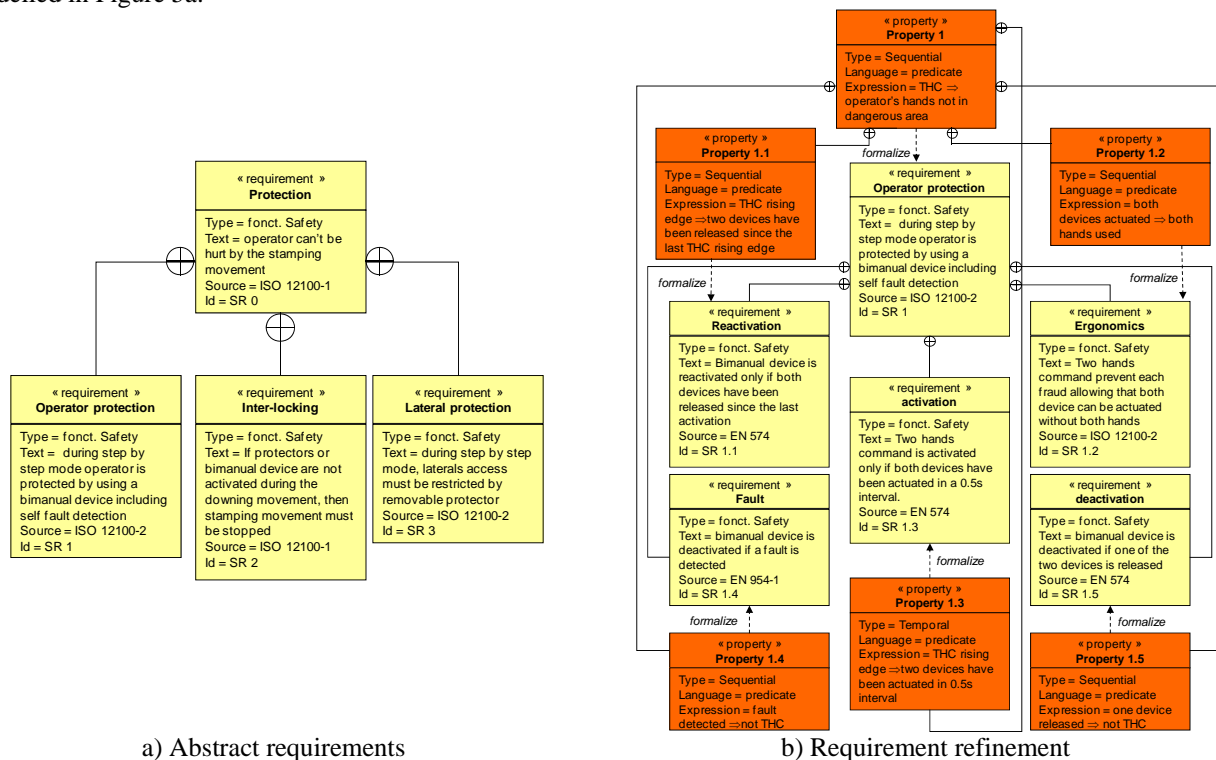 « property »
Property 1
Type = Sequential
Language = predicate
Expression = THC ⇒
operator's hands not in
dangerous area
« property »
Property 1.1
Type = Sequential
Language = predicate
Expression = THC rising
edge ⇒two devices have
been released since the
last THC rising edge
formalize
« property »
Property 1.2
Type = Sequential
Language = predicate
Expression = both
devices actuated ⇒ both
hands used
« requirement »
Protection
Type = fonct. Safety
Text = operator can't be
hurt by the stamping
movement
Source = ISO 12100-1
Id = SR 0
« requirement »
Operator protection
Type = fonct. Safety
Text = during step by
step mode operator is
protected by using a
bimanual device including
self fault detection
Source = ISO 12100-2
Id = SR 1
formalize
formalize
« requirement »
Reactivation
Type = fonct. Safety
Text = Bimanual device is
reactivated only if both
devices have been
released since the last
activation
Source = EN 574
Id = SR 1.1
« requirement »
Ergonomics
Type = fonct. Safety
Text = Two hands
command prevent each
fraud allowing that both
device can be actuated
without both hands
Source = ISO 12100-2
Id = SR 1.2
« requirement »
Operator protection
Type = fonct. Safety
Text = during step by
step mode operator is
protected by using a
bimanual device including
self fault detection
Source = ISO 12100-2
Id = SR 1
« requirement »
Inter-locking
Type = fonct. Safety
Text = If protectors or
bimanual device are not
activated during the
downing movement, then
stamping movement must
be stopped
Source = ISO 12100-1
Id = SR 2
« requirement »
Lateral protection
Type = fonct. Safety
Text = during step by step
mode, laterals access
must be restricted by
removable protector
Source = ISO 12100-2
Id = SR 3
« requirement »
activation
Type = fonct. Safety
Text = Two hands
command is activated
only if both devices have
been actuated in a 0.5s
interval.
Source = EN 574
Id = SR 1.3
« requirement »
Fault
Type = fonct. Safety
Text = bimanual device is
deactivated if a fault is
detected
Source = EN 954-1
Id = SR 1.4
« requirement »
deactivation
Type = fonct. Safety
Text = bimanual device is
deactivated if one of the
two devices is released
Source = EN 574
Id = SR 1.5
formalize
formalize
formalize
« property »
Property 1.4
Type = Sequential
Language = predicate
Expression = fault
detected ⇒not THC
« property »
Property 1.3
Type = Temporal
Language = predicate
Expression = THC rising
edge ⇒two devices have
been actuated in 0.5s
interval
« property »
Property 1.5
Type = Sequential
Language = predicate
Expression = one device
released ⇒ not THC
a) Abstract requirements
b) Requirement refinement